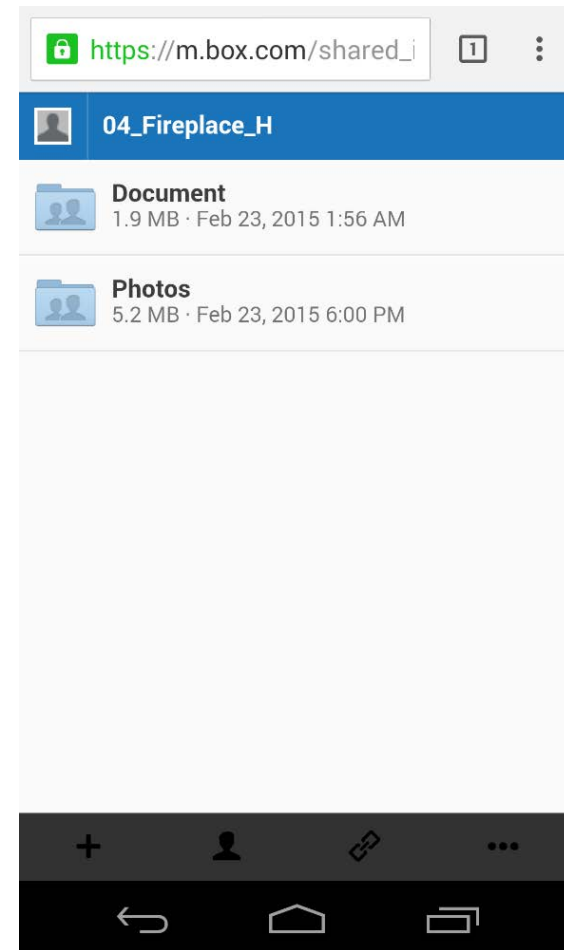 https://m.box.com/shared_i
1
04_Fireplace_H
Document
1.9 MB · Feb 23, 2015 1:56 AM
Photos
5.2 MB · Feb 23, 2015 6:00 PM